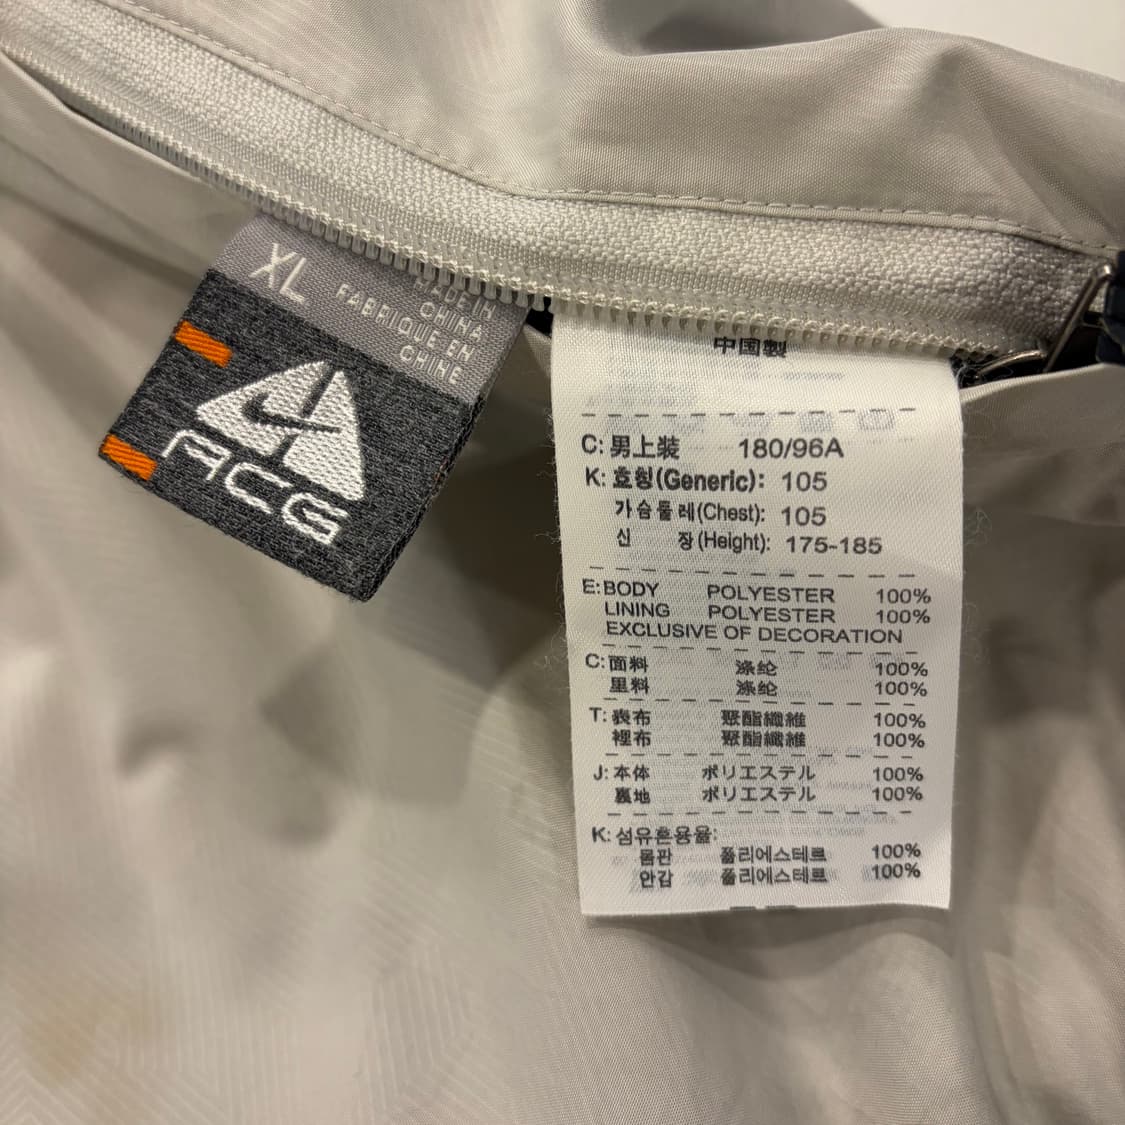 XL
MADE IN
CHINA
FABRIQUE EN
CHINE
ACG
中国製
C: 男上裝 180/96A
K: 호칭(Generic): 105
가슴둘레(Chest): 105
신 장(Height): 175-185
E: BODY POLYESTER 100%
LINING POLYESTER 100%
EXCLUSIVE OF DECORATION
C: 面料 涤纶 100%
里料 涤纶 100%
T: 表布 聚酯纖維 100%
裡布 聚酯纖維 100%
J: 本体 ポリエステル 100%
裏地 ポリエステル 100%
K: 섬유혼용율:
몸판 폴리에스테르 100%
안감 폴리에스테르 100%